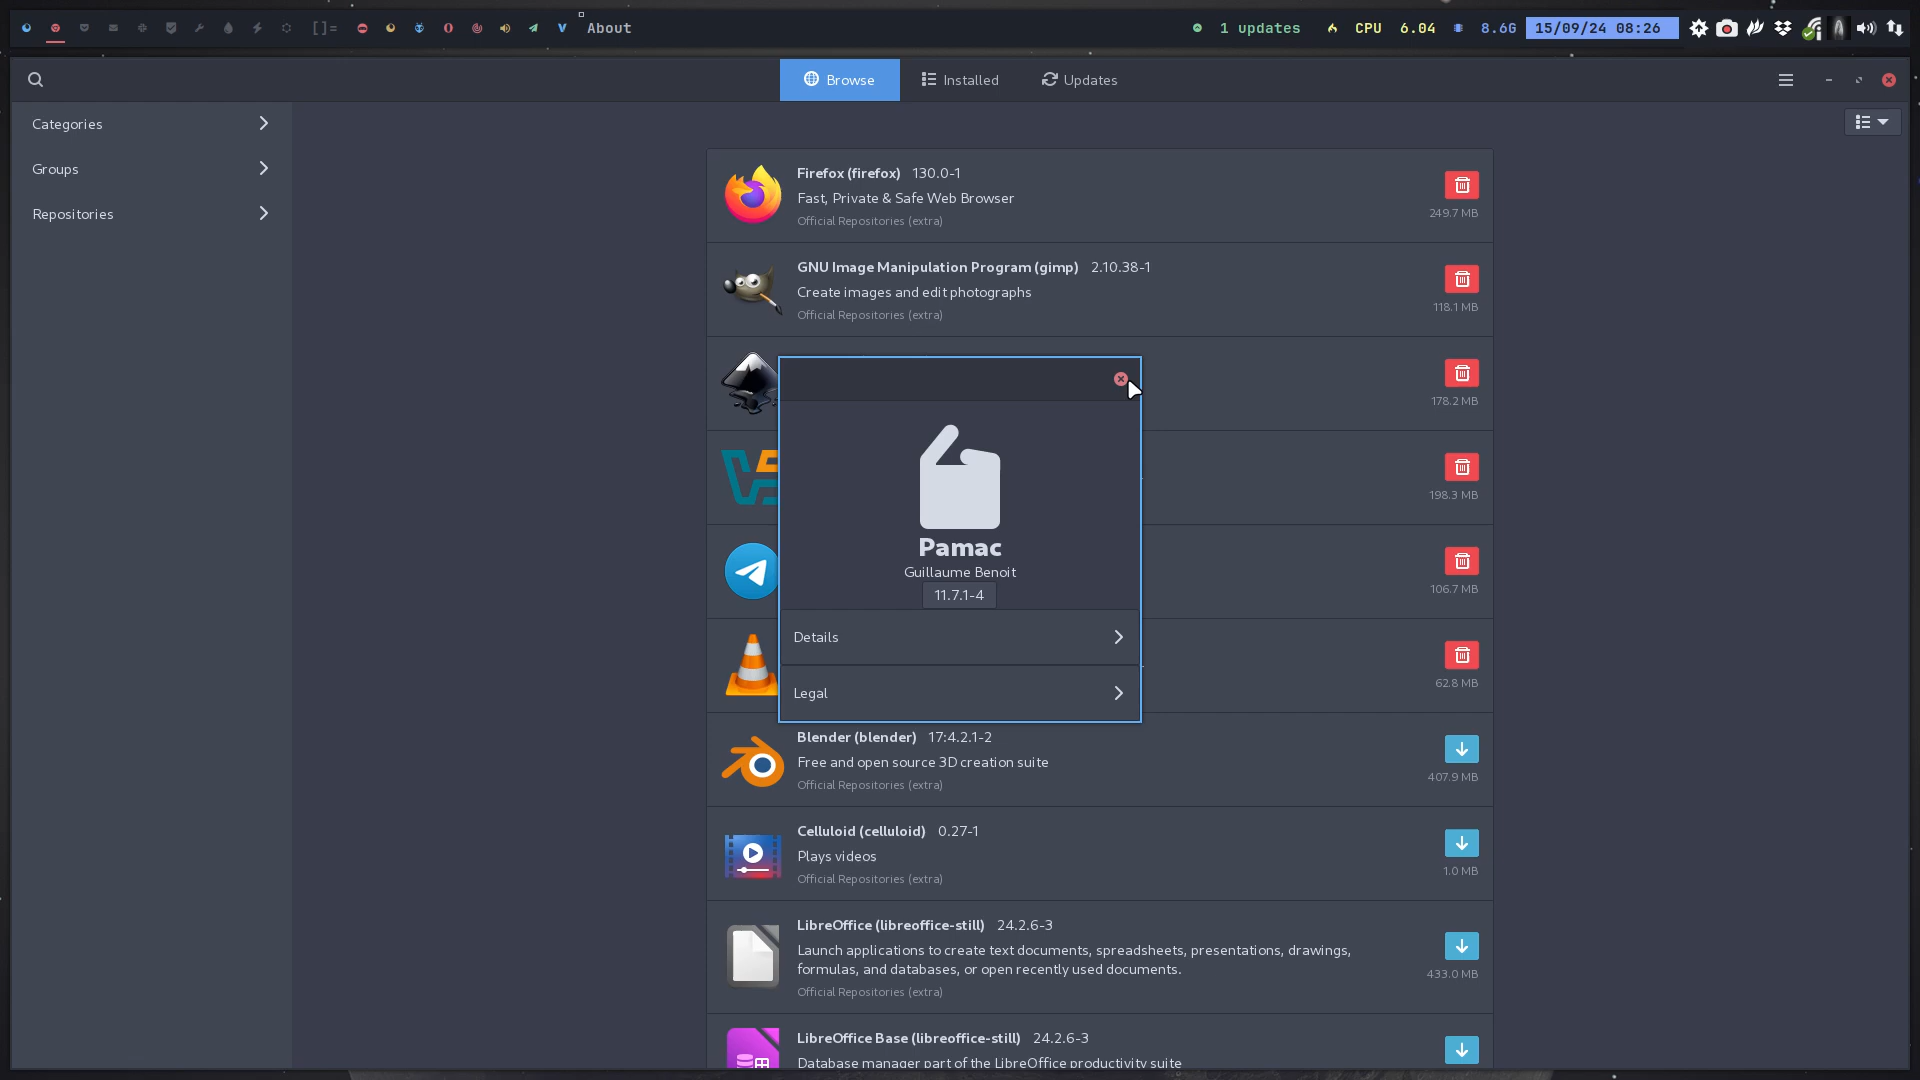 []=
About
1 updates
CPU 6.04
8.6G
15/09/24 08:26
Browse
Installed
Updates
Categories
Groups
Repositories
Firefox (firefox) 130.0-1
Fast, Private & Safe Web Browser
Official Repositories (extra)
249.7 MB
GNU Image Manipulation Program (gimp) 2.10.38-1
Create images and edit photographs
Official Repositories (extra)
118.1 MB
178.2 MB
198.3 MB
106.7 MB
62.8 MB
Pamac
Guillaume Benoit
11.7.1-4
Details
Legal
Blender (blender) 17:4.2.1-2
Free and open source 3D creation suite
Official Repositories (extra)
407.9 MB
Celluloid (celluloid) 0.27-1
Plays videos
Official Repositories (extra)
1.0 MB
LibreOffice (libreoffice-still) 24.2.6-3
Launch applications to create text documents, spreadsheets, presentations, drawings,
formulas, and databases, or open recently used documents.
Official Repositories (extra)
433.0 MB
LibreOffice Base (libreoffice-still) 24.2.6-3
Database manager part of the LibreOffice productivity suite